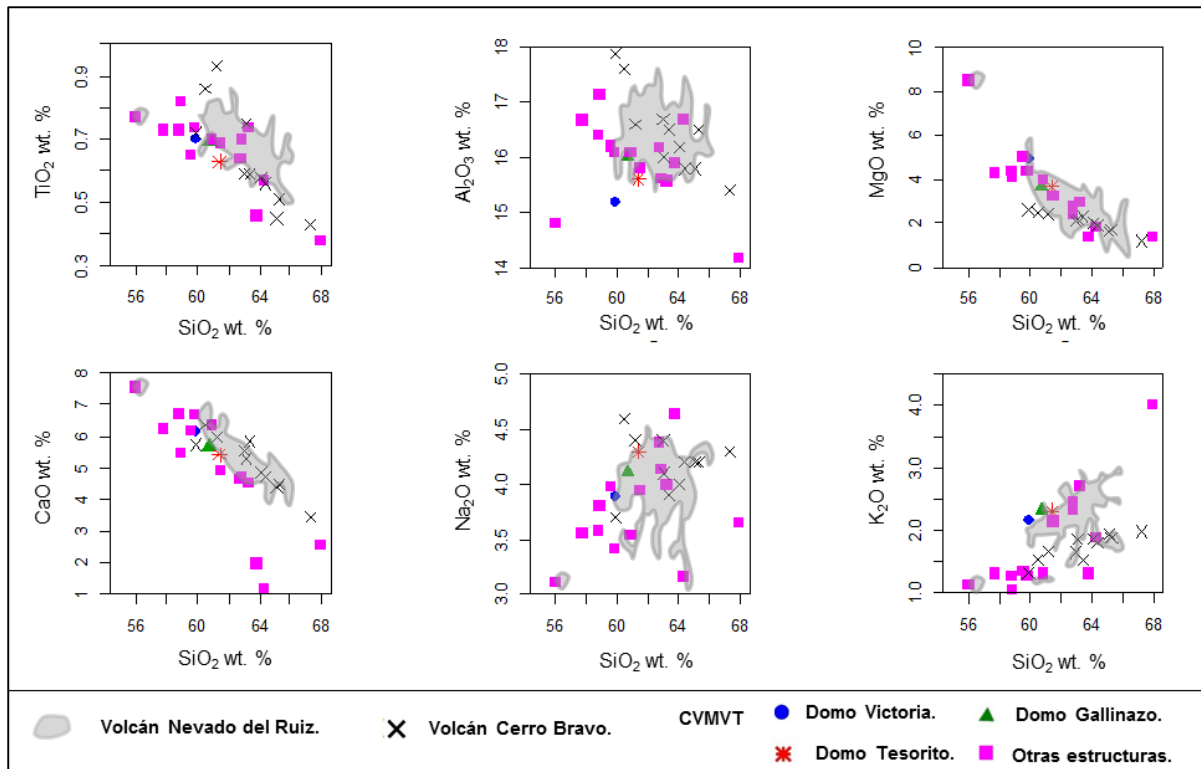 TiO2 wt. %
0.3 0.5 0.7 0.9
56 60 64 68
SiO2 wt. %
Al2O3 wt. %
14 15 16 17 18
56 60 64 68
SiO2 wt. %
MgO wt. %
0 2 4 6 8 10
56 60 64 68
SiO2 wt. %
CaO wt. %
1 2 3 4 5 6 7 8
56 60 64 68
SiO2 wt. %
Na2O wt. %
3.0 3.5 4.0 4.5 5.0
56 60 64 68
SiO2 wt. %
K2O wt. %
1.0 2.0 3.0 4.0
56 60 64 68
SiO2 wt. %
Volcán Nevado del Ruiz.
Volcán Cerro Bravo.
CVMVT
Domo Victoria.
Domo Gallinazo.
Domo Tesorito.
Otras estructuras.